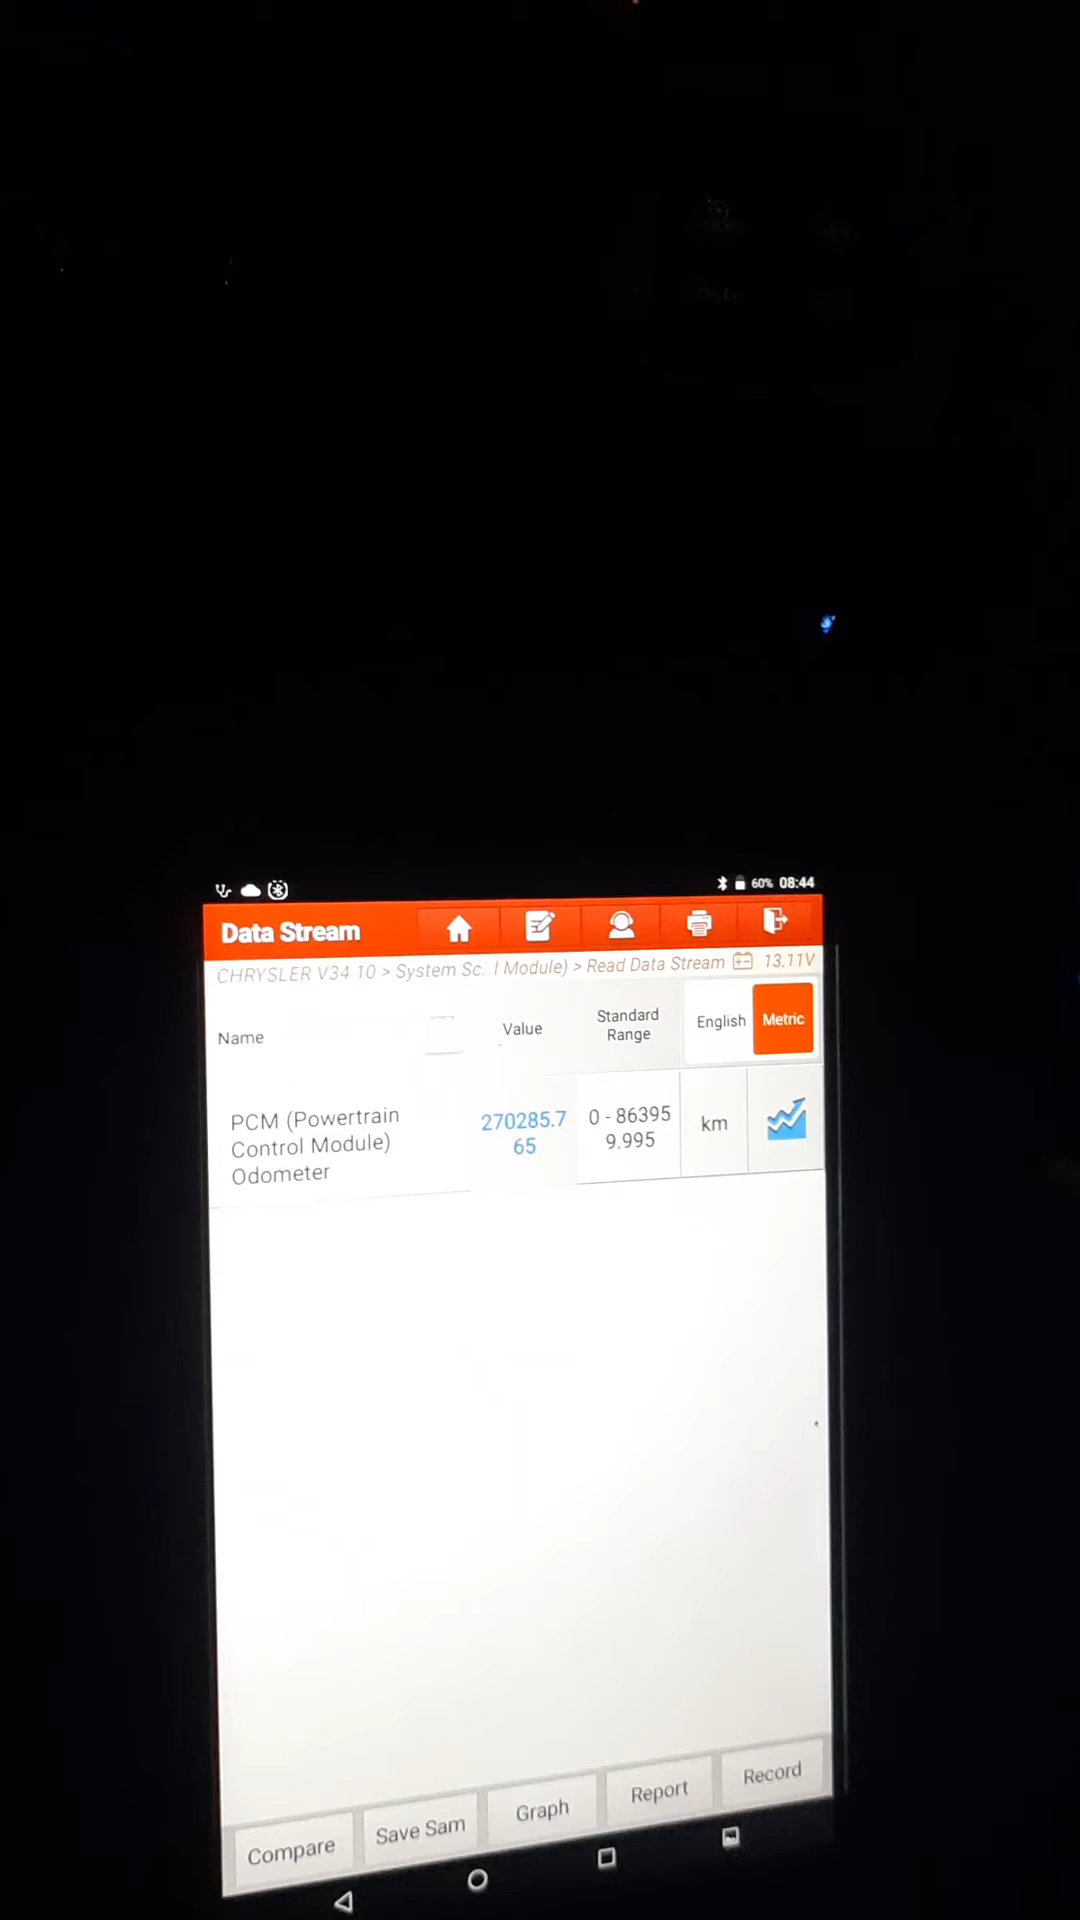 60% 08:44
Data Stream
CHRYSLER V34 10 > System Sc...l Module) > Read Data Stream 13.11V
Name Value Standard Range English Metric
PCM (Powertrain Control Module) Odometer
270285.7
65
0 - 86395
9.995
km
Compare Save Sam Graph Report Record